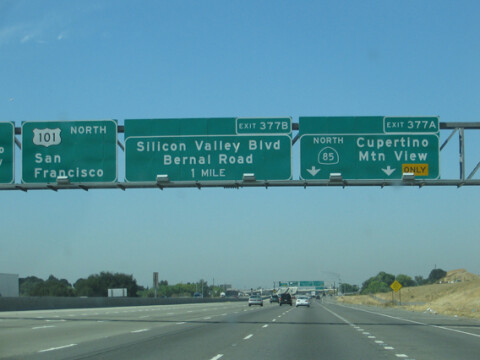 NORTH
101
San
Francisco
EXIT 377B
Silicon Valley Blvd
Bernal Road
1 MILE
EXIT 377A
NORTH
85
Cupertino
Mtn View
ONLY